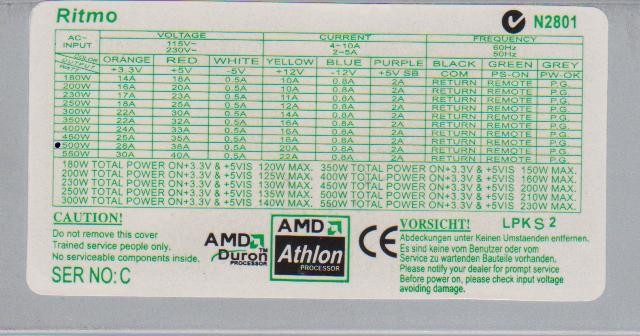 Ritmo N2801
AC-INPUT VOLTAGE CURRENT FREQUENCY
115V~ 4~10A 60Hz
230V~ 2~5A 50Hz
COLOR ORANGE RED WHITE YELLOW BLUE PURPLE BLACK GREEN GREY
OUTPUT WATTS +3.3V +5V -5V +12V -12V +5V SB COM PS-ON PW-OK
180W 14A 18A 0.5A 10A 0.8A 2A RETURN REMOTE P.G.
200W 16A 20A 0.5A 10A 0.8A 2A RETURN REMOTE P.G.
230W 17A 23A 0.5A 11A 0.8A 2A RETURN REMOTE P.G.
250W 18A 25A 0.5A 12A 0.8A 2A RETURN REMOTE P.G.
300W 22A 30A 0.5A 14A 0.8A 2A RETURN REMOTE P.G.
350W 22A 32A 0.5A 16A 0.8A 2A RETURN REMOTE P.G.
400W 24A 33A 0.5A 16A 0.8A 2A RETURN REMOTE P.G.
450W 35A 0.5A 18A 0.8A 2A RETURN REMOTE P.G.
500W 28A 38A 0.5A 20A 0.8A 2A RETURN REMOTE P.G.
550W 30A 40A 0.5A 22A 0.8A 2A RETURN REMOTE P.G.
180W TOTAL POWER ON+3.3V & +5VIS 120W MAX. 350W TOTAL POWER ON+3.3V & +5VIS 150W MAX.
200W TOTAL POWER ON+3.3V & +5VIS 125W MAX. 400W TOTAL POWER ON+3.3V & +5VIS 160W MAX.
230W TOTAL POWER ON+3.3V & +5VIS 130W MAX. 450W TOTAL POWER ON+3.3V & +5VIS 200W MAX.
250W TOTAL POWER ON+3.3V & +5VIS 135W MAX. 500W TOTAL POWER ON+3.3V & +5VIS 210W MAX.
300W TOTAL POWER ON+3.3V & +5VIS 140W MAX. 550W TOTAL POWER ON+3.3V & +5VIS 230W MAX.
CAUTION!
Do not remove this cover
Trained service people only.
No serviceable components inside.
SER NO: C
AMD
Duron™
PROCESSOR
AMD
Athlon
PROCESSOR
CE
VORSICHT! LPKS 2
Abdeckungen unter Keinen Umstaenden entfernen.
Es sind keine vom Benutzer oder vom
Service zu wartenden Bauteile vorhanden.
Please notify your dealer for prompt service
Before power on, please check input voltage
avoiding damage.